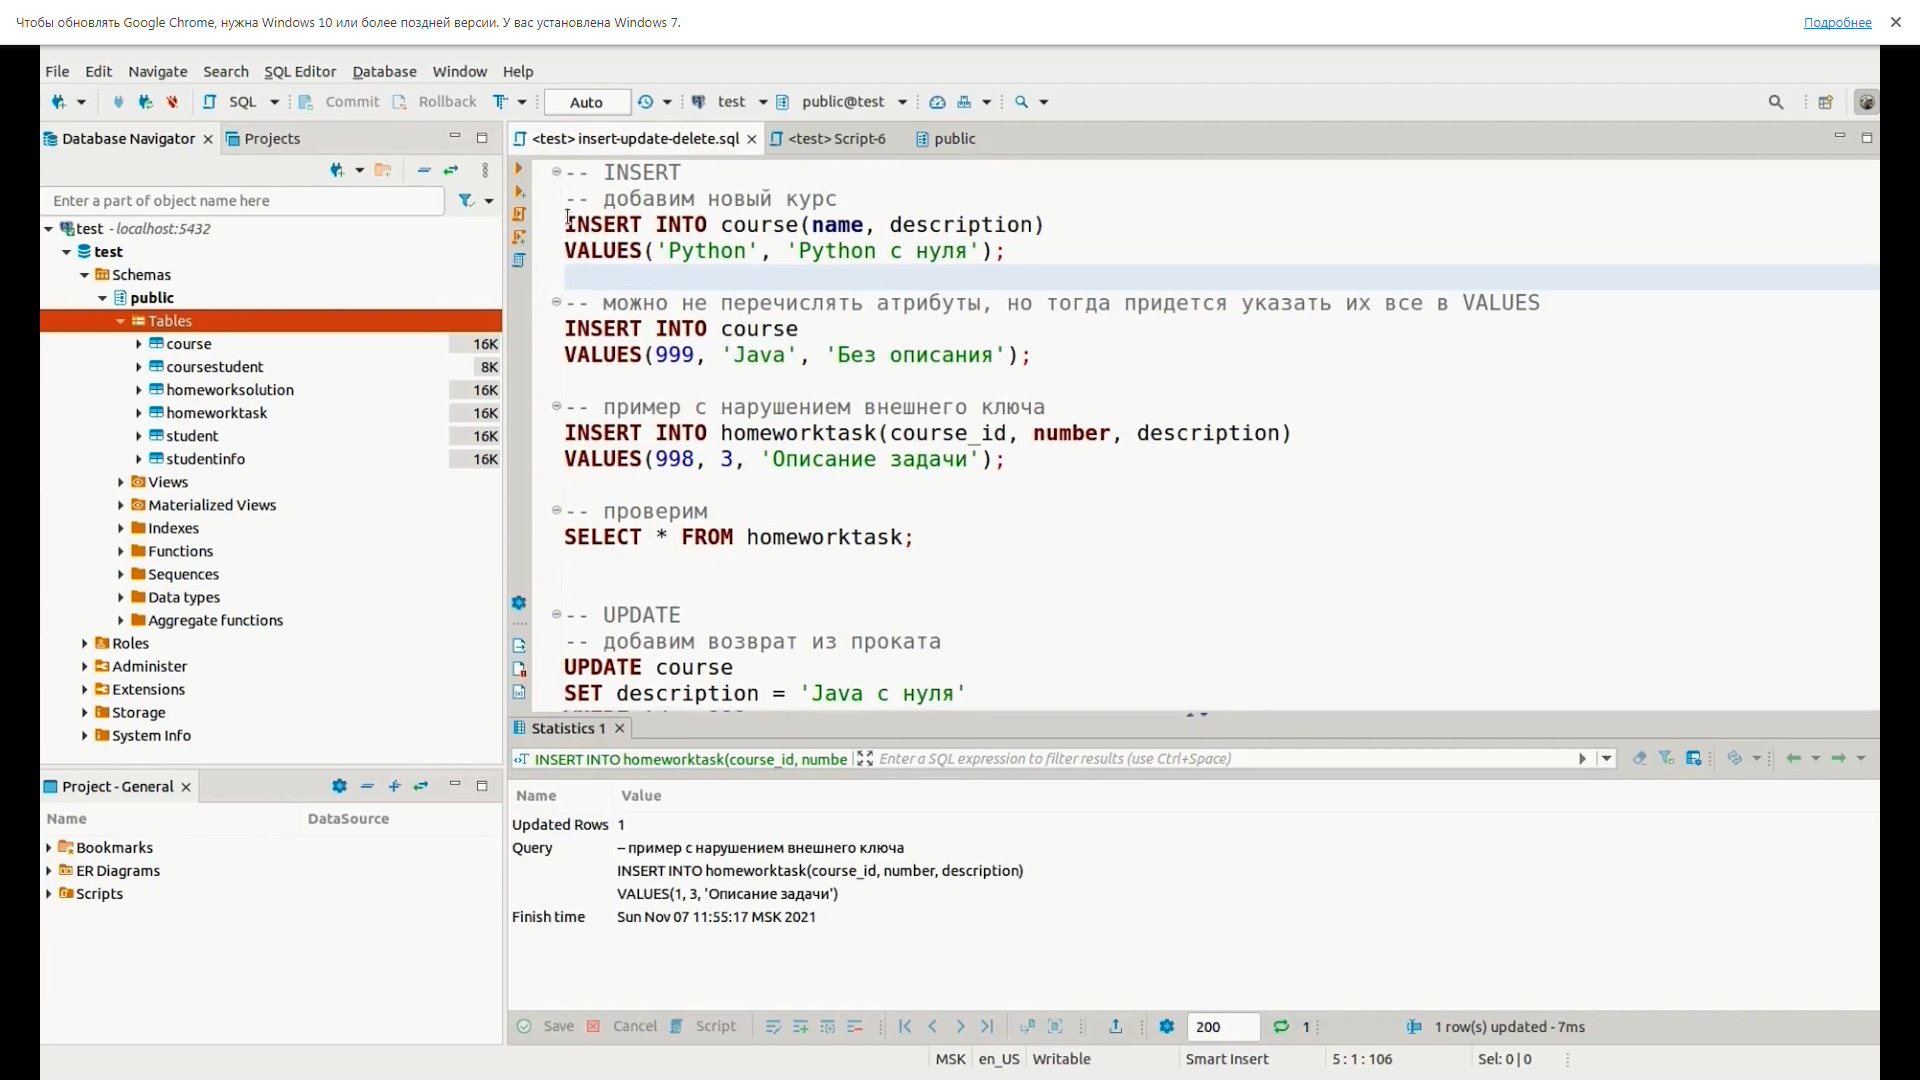 Чтобы обновлять Google Chrome, нужна Windows 10 или более поздней версии. У вас установлена Windows 7.
Подробнее
File Edit Navigate Search SQL Editor Database Window Help
SQL Commit Rollback Auto test public@test
Database Navigator Projects
<test> insert-update-delete.sql <test> Script-6 public
Enter a part of object name here
test - localhost:5432
test
Schemas
public
Tables
course 16K
coursestudent 8K
homeworksolution 16K
homeworktask 16K
student 16K
studentinfo 16K
Views
Materialized Views
Indexes
Functions
Sequences
Data types
Aggregate functions
Roles
Administer
Extensions
Storage
System Info
Project - General
Name DataSource
Bookmarks
ER Diagrams
Scripts
-- INSERT
-- добавим новый курс
INSERT INTO course(name, description)
VALUES('Python', 'Python с нуля');
-- можно не перечислять атрибуты, но тогда придется указать их все в VALUES
INSERT INTO course
VALUES(999, 'Java', 'Без описания');
-- пример с нарушением внешнего ключа
INSERT INTO homeworktask(course_id, number, description)
VALUES(998, 3, 'Описание задачи');
-- проверим
SELECT * FROM homeworktask;
-- UPDATE
-- добавим возврат из проката
UPDATE course
SET description = 'Java с нуля'
Statistics 1
INSERT INTO homeworktask(course_id, numbe Enter a SQL expression to filter results (use Ctrl+Space)
Name Value
Updated Rows 1
Query -- пример с нарушением внешнего ключа
INSERT INTO homeworktask(course_id, number, description)
VALUES(1, 3, 'Описание задачи')
Finish time Sun Nov 07 11:55:17 MSK 2021
Save Cancel Script 200 1 1 row(s) updated - 7ms
MSK en_US Writable Smart Insert 5 : 1 : 106 Sel: 0 | 0